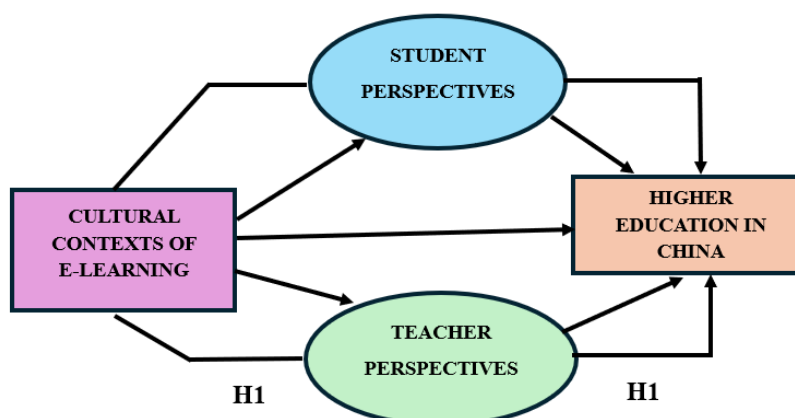 STUDENT
PERSPECTIVES
CULTURAL
CONTEXTS OF
E-LEARNING
HIGHER
EDUCATION IN
CHINA
TEACHER
PERSPECTIVES
H1
H1